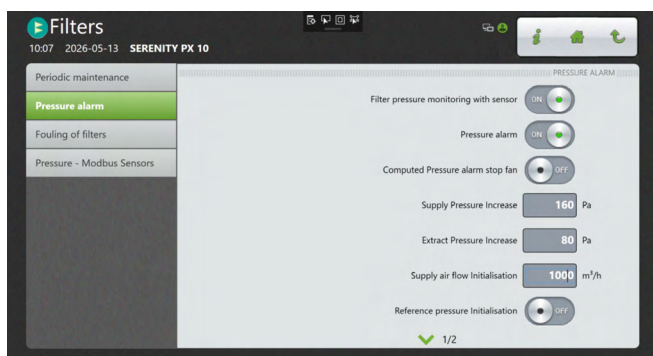 Filters
10:07 2026-05-13 SERENITY PX 10
Periodic maintenance
Pressure alarm
Fouling of filters
Pressure - Modbus Sensors
PRESSURE ALARM
Filter pressure monitoring with sensor ON
Pressure alarm ON
Computed Pressure alarm stop fan OFF
Supply Pressure Increase 160 Pa
Extract Pressure Increase 80 Pa
Supply air flow Initialisation 1000 m³/h
Reference pressure Initialisation OFF
1/2